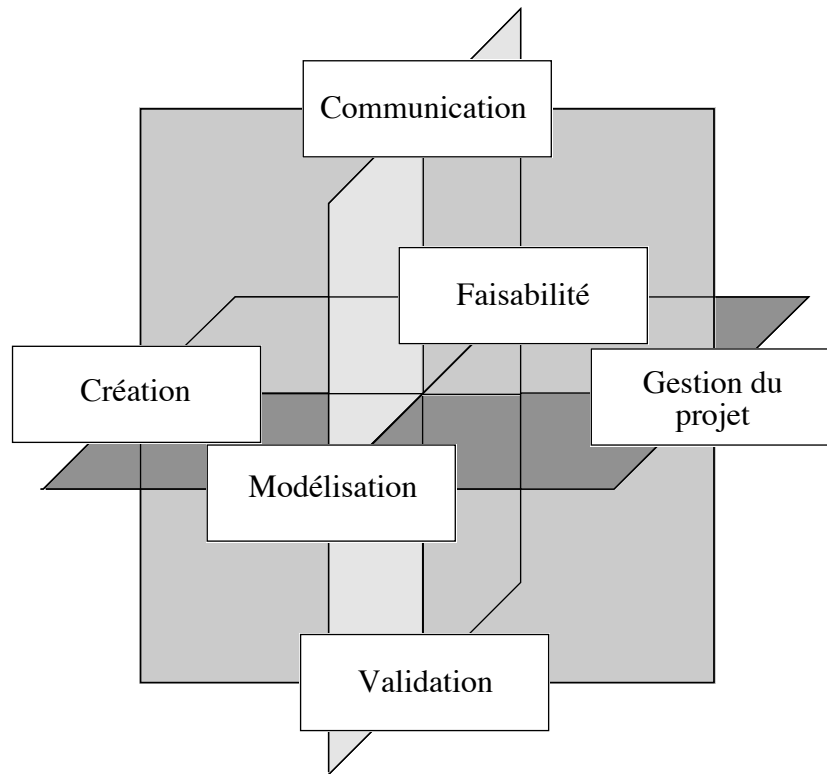 Communication
Faisabilité
Création
Gestion du
projet
Modélisation
Validation